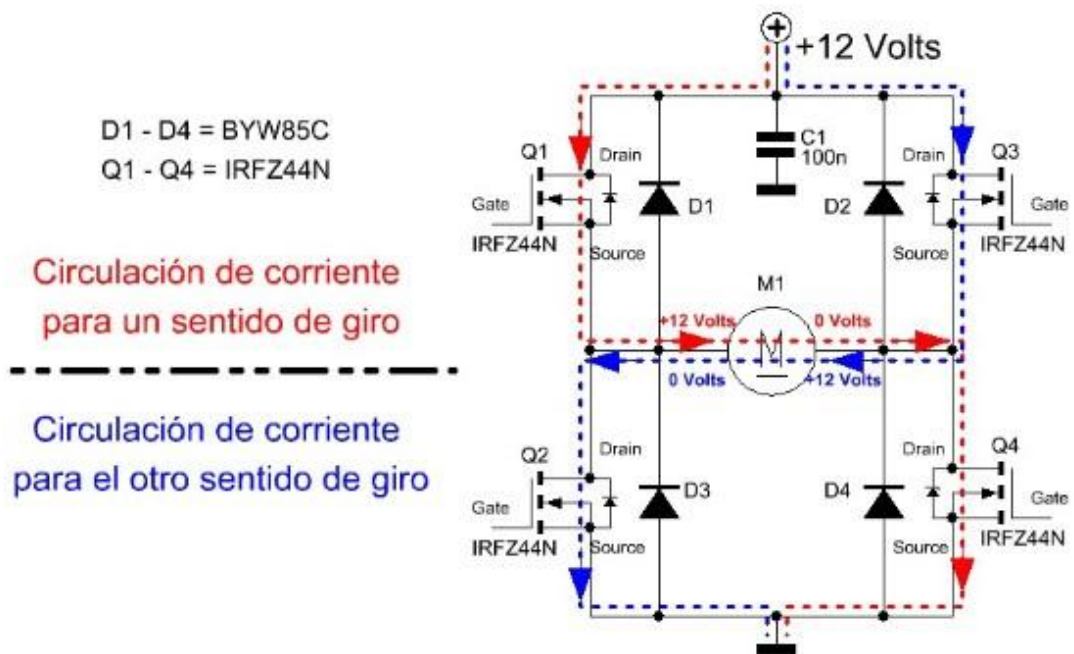 +12 Volts
D1 - D4 = BYW85C
Q1 - Q4 = IRFZ44N
Circulación de corriente
para un sentido de giro
Circulación de corriente
para el otro sentido de giro
C1
100n
Q1
Drain
Gate
IRFZ44N
Source
D1
D2
Drain
Q3
Gate
IRFZ44N
Source
M1
+12 Volts
0 Volts
M
0 Volts
+12 Volts
Q2
Drain
Gate
IRFZ44N
Source
D3
D4
Drain
Q4
Gate
IRFZ44N
Source